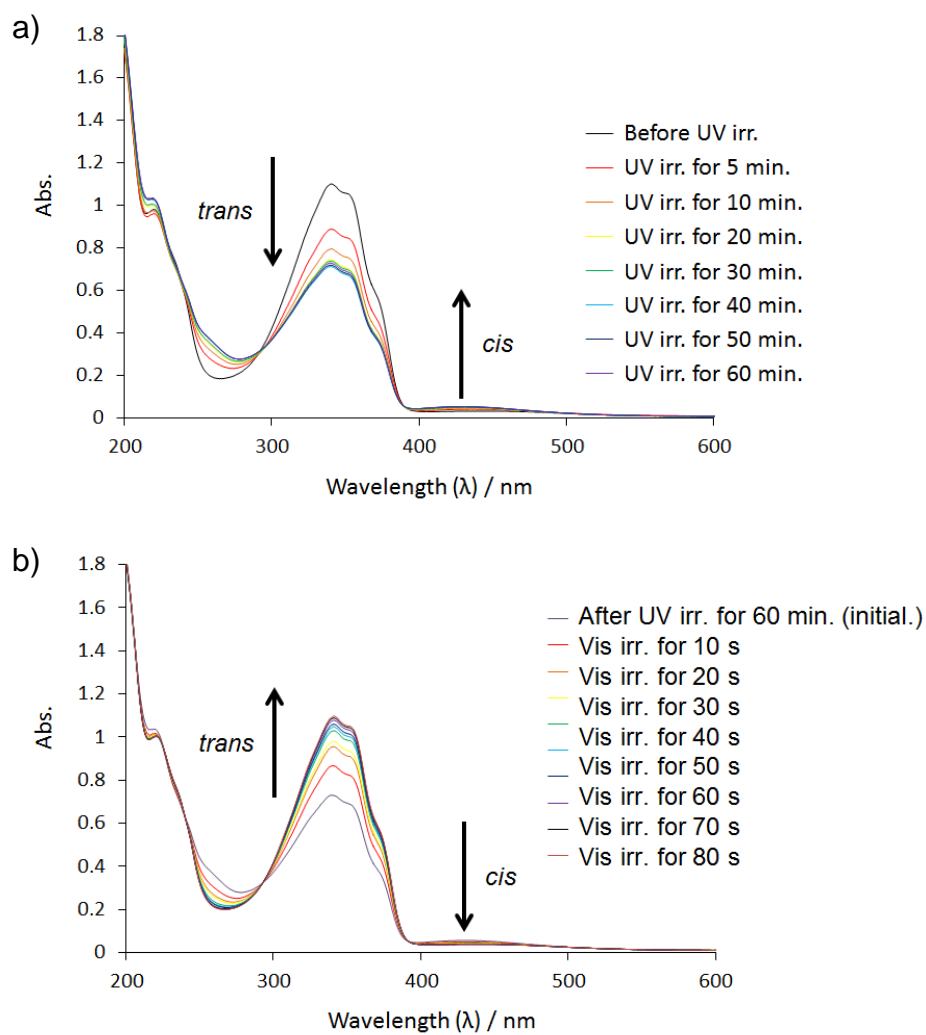 a)
1.8
1.6
1.4
1.2
1
0.8
0.6
0.4
0.2
0
Abs.
200 300 400 500 600
Wavelength (λ) / nm
trans
cis
Before UV irr.
UV irr. for 5 min.
UV irr. for 10 min.
UV irr. for 20 min.
UV irr. for 30 min.
UV irr. for 40 min.
UV irr. for 50 min.
UV irr. for 60 min.
b)
1.8
1.6
1.4
1.2
1
0.8
0.6
0.4
0.2
0
Abs.
200 300 400 500 600
Wavelength (λ) / nm
trans
cis
After UV irr. for 60 min. (initial.)
Vis irr. for 10 s
Vis irr. for 20 s
Vis irr. for 30 s
Vis irr. for 40 s
Vis irr. for 50 s
Vis irr. for 60 s
Vis irr. for 70 s
Vis irr. for 80 s